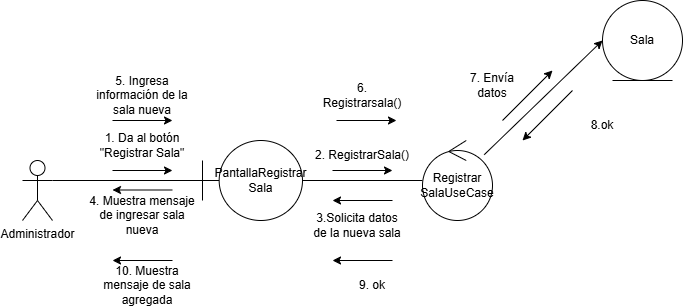 Sala
7. Envía
datos
8.ok
5. Ingresa
información de la
sala nueva
6.
Registrarsala()
1. Da al botón
"Registrar Sala"
2. RegistrarSala()
PantallaRegistrar
Sala
Registrar
SalaUseCase
4. Muestra mensaje
de ingresar sala
nueva
3.Solicita datos
de la nueva sala
Administrador
10. Muestra
mensaje de sala
agregada
9. ok